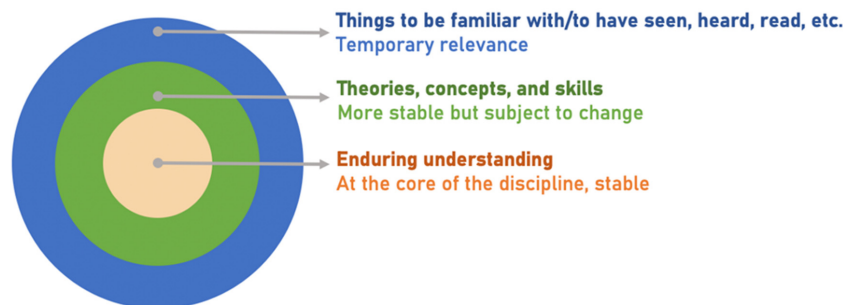 Things to be familiar with/to have seen, heard, read, etc.
Temporary relevance
Theories, concepts, and skills
More stable but subject to change
Enduring understanding
At the core of the discipline, stable